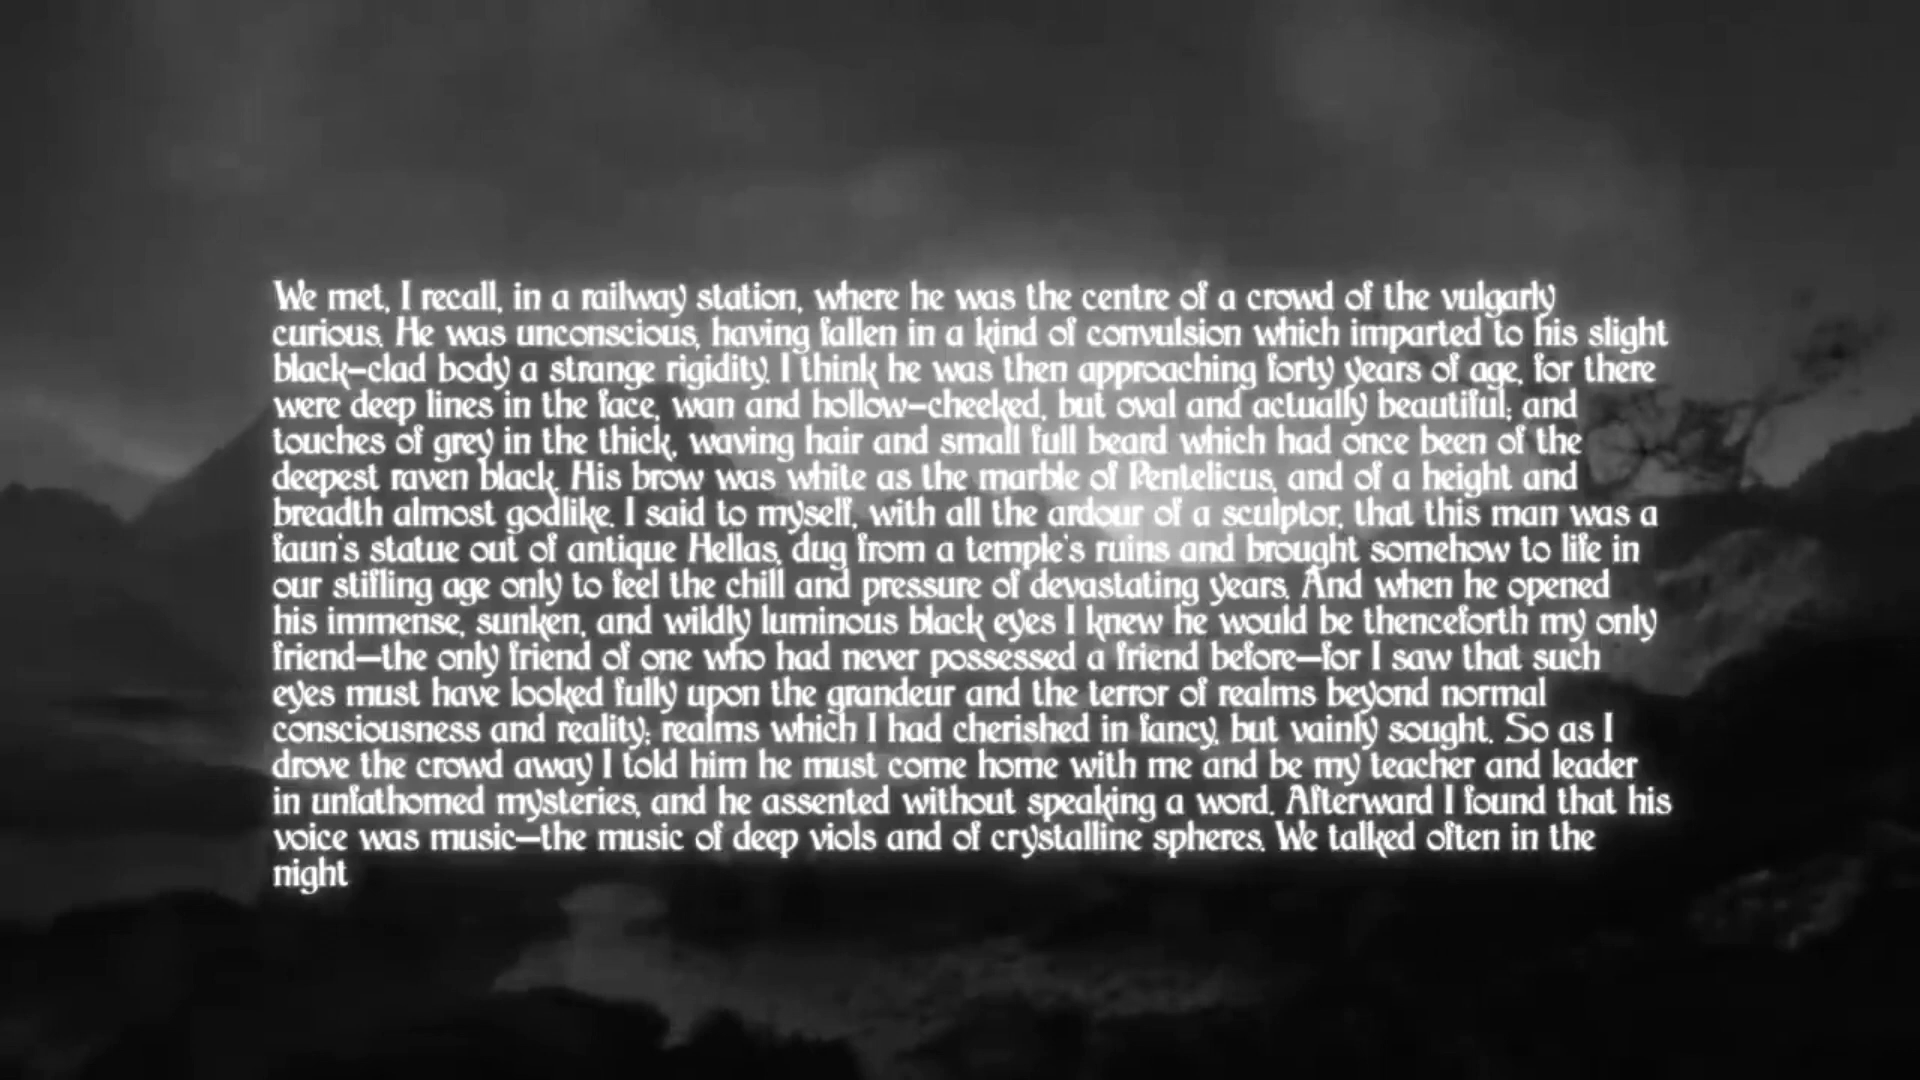 We met, I recall, in a railway station, where he was the centre of a crowd of the vulgarly
curious. He was unconscious, having fallen in a kind of convulsion which imparted to his slight
black-clad body a strange rigidity. I think he was then approaching forty years of age, for there
were deep lines in the face, wan and hollow-cheeked, but oval and actually beautiful; and
touches of grey in the thick, waving hair and small full beard which had once been of the
deepest raven black. His brow was white as the marble of Pentelicus, and of a height and
breadth almost godlike. I said to myself, with all the ardour of a sculptor, that this man was a
faun's statue out of antique Hellas, dug from a temple's ruins and brought somehow to life in
our stifling age only to feel the chill and pressure of devastating years. And when he opened
his immense, sunken, and wildly luminous black eyes I knew he would be thenceforth my only
friend—the only friend of one who had never possessed a friend before—for I saw that such
eyes must have looked fully upon the grandeur and the terror of realms beyond normal
consciousness and reality; realms which I had cherished in fancy, but vainly sought. So as I
drove the crowd away I told him he must come home with me and be my teacher and leader
in unfathomed mysteries, and he assented without speaking a word. Afterward I found that his
voice was music—the music of deep viols and of crystalline spheres. We talked often in the
night